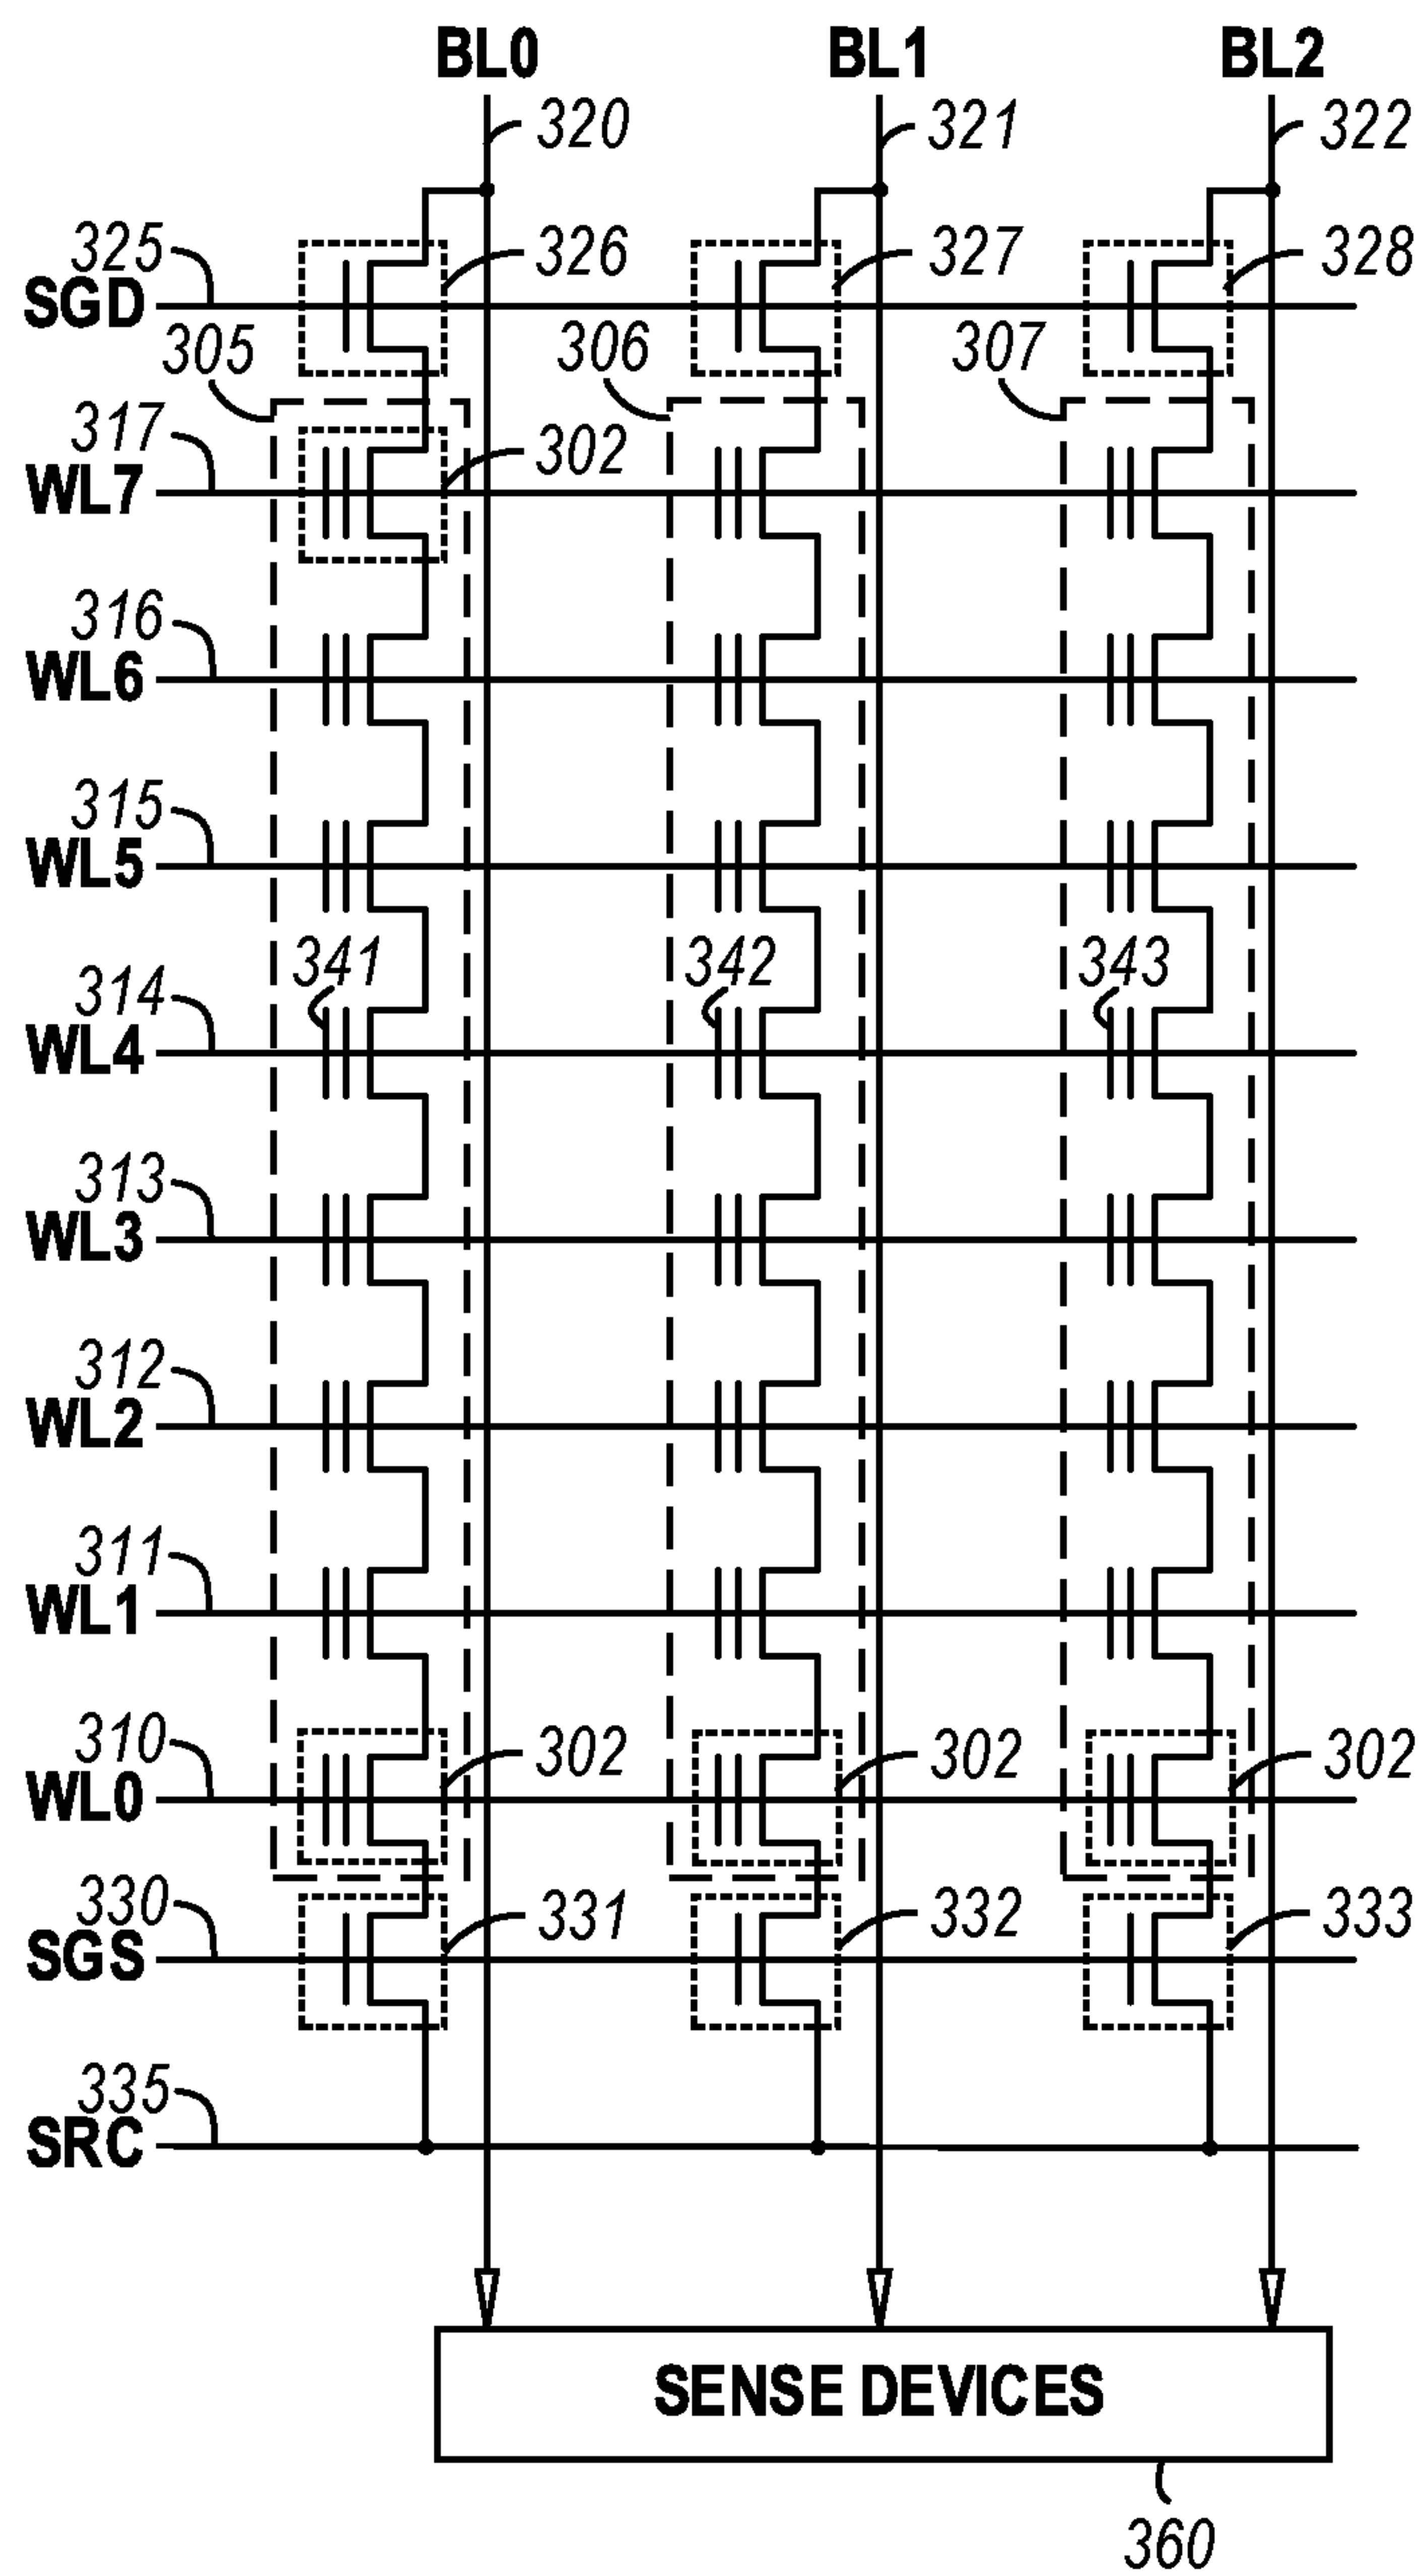 BL0 BL1 BL2
320 321 322
325 326 327 328
SGD
305 306 307
317 302
WL7
316
WL6
315
WL5
341 342 343
314
WL4
313
WL3
312
WL2
311
WL1
310 302 302 302
WL0
330 331 332 333
SGS
335
SRC
SENSE DEVICES
360